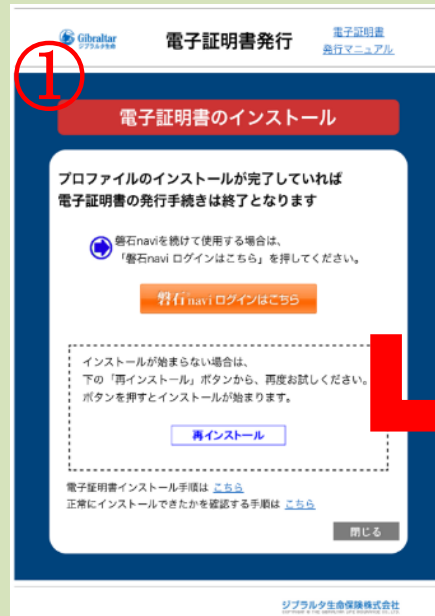 Gibraltar
ジブラルタ生命
電子証明書発行
電子証明書
発行マニュアル
①
電子証明書のインストール
プロファイルのインストールが完了していれば
電子証明書の発行手続きは終了となります
磐石naviを続けて使用する場合は、
「磐石navi ログインはこちら」を押してください。
磐石navi ログインはこちら
インストールが始まらない場合は、
下の「再インストール」ボタンから、再度お試しください。
ボタンを押すとインストールが始まります。
再インストール
電子証明書インストール手順は こちら
正常にインストールできたかを確認する手順は こちら
閉じる
ジブラルタ生命保険株式会社